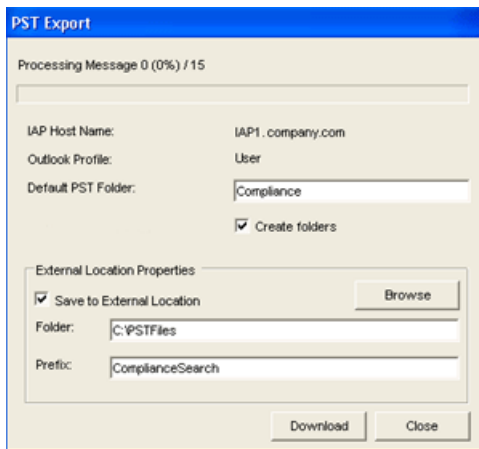 PST Export
Processing Message 0 (0%) / 15
IAP Host Name: IAP1.company.com
Outlook Profile: User
Default PST Folder: Compliance
Create folders
External Location Properties
Save to External Location Browse
Folder: C:\PSTFiles
Prefix: ComplianceSearch
Download Close